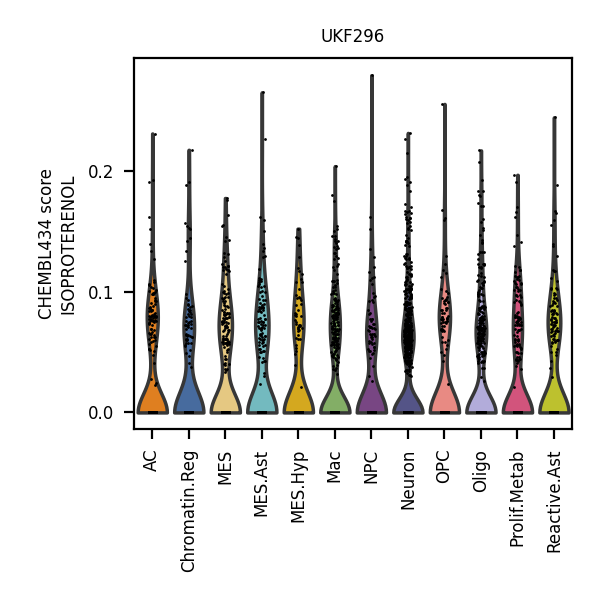 UKF296
CHEMBL434 score
ISOPROTERENOL
0.2
0.1
0.0
AC
Chromatin.Reg
MES
MES.Ast
MES.Hyp
Mac
NPC
Neuron
OPC
Oligo
Prolif.Metab
Reactive.Ast